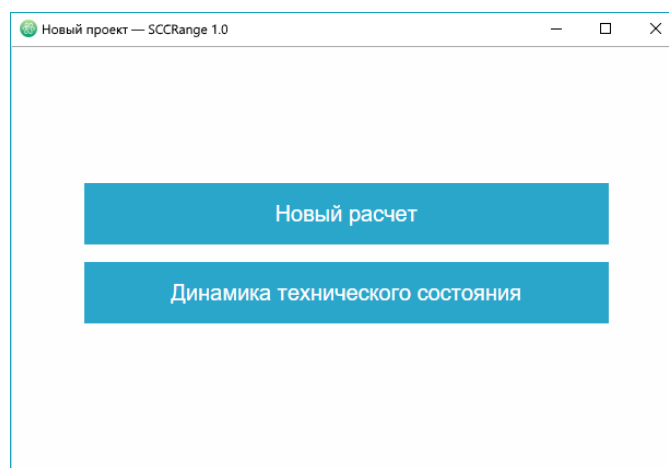 Новый проект — SCCRange 1.0
Новый расчет
Динамика технического состояния